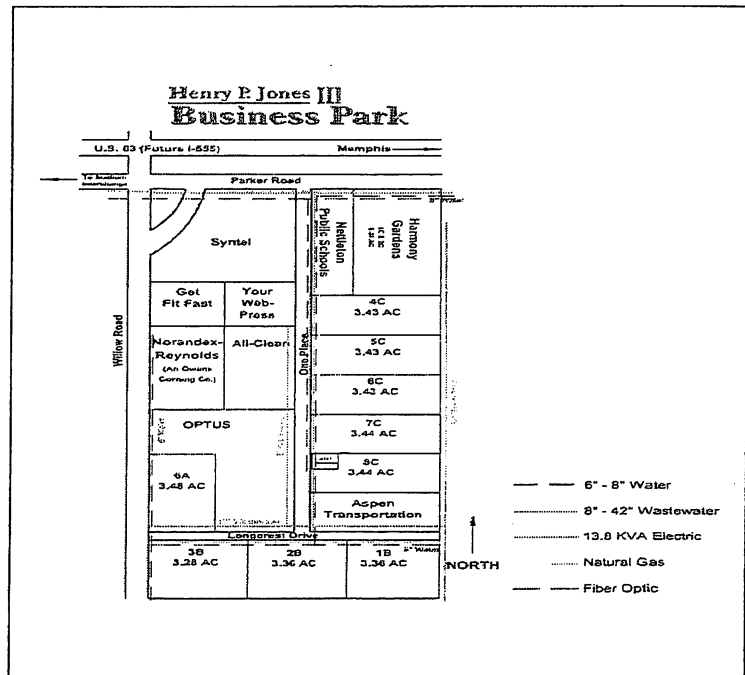 Henry P. Jones III
Business Park
U.S. 63 (Future I-555)
Memphis
Parker Road
Syntel
Nettleton
Public Schools
Harmony
Gardens
Get
Fit Fast
Your
Web-
Press
4C
3.43 AC
Willow Road
Norandex-
Reynolds
(An Owens
Corning Co.)
All-Clear
One Place
5C
3.43 AC
6C
3.43 AC
OPTUS
7C
3.44 AC
6A
3.48 AC
8C
3.44 AC
Aspen
Transportation
Longcrest Drive
3B
3.28 AC
2B
3.36 AC
1B
3.36 AC
8" Water
NORTH
6" - 8" Water
8" - 42" Wastewater
13.8 KVA Electric
Natural Gas
Fiber Optic